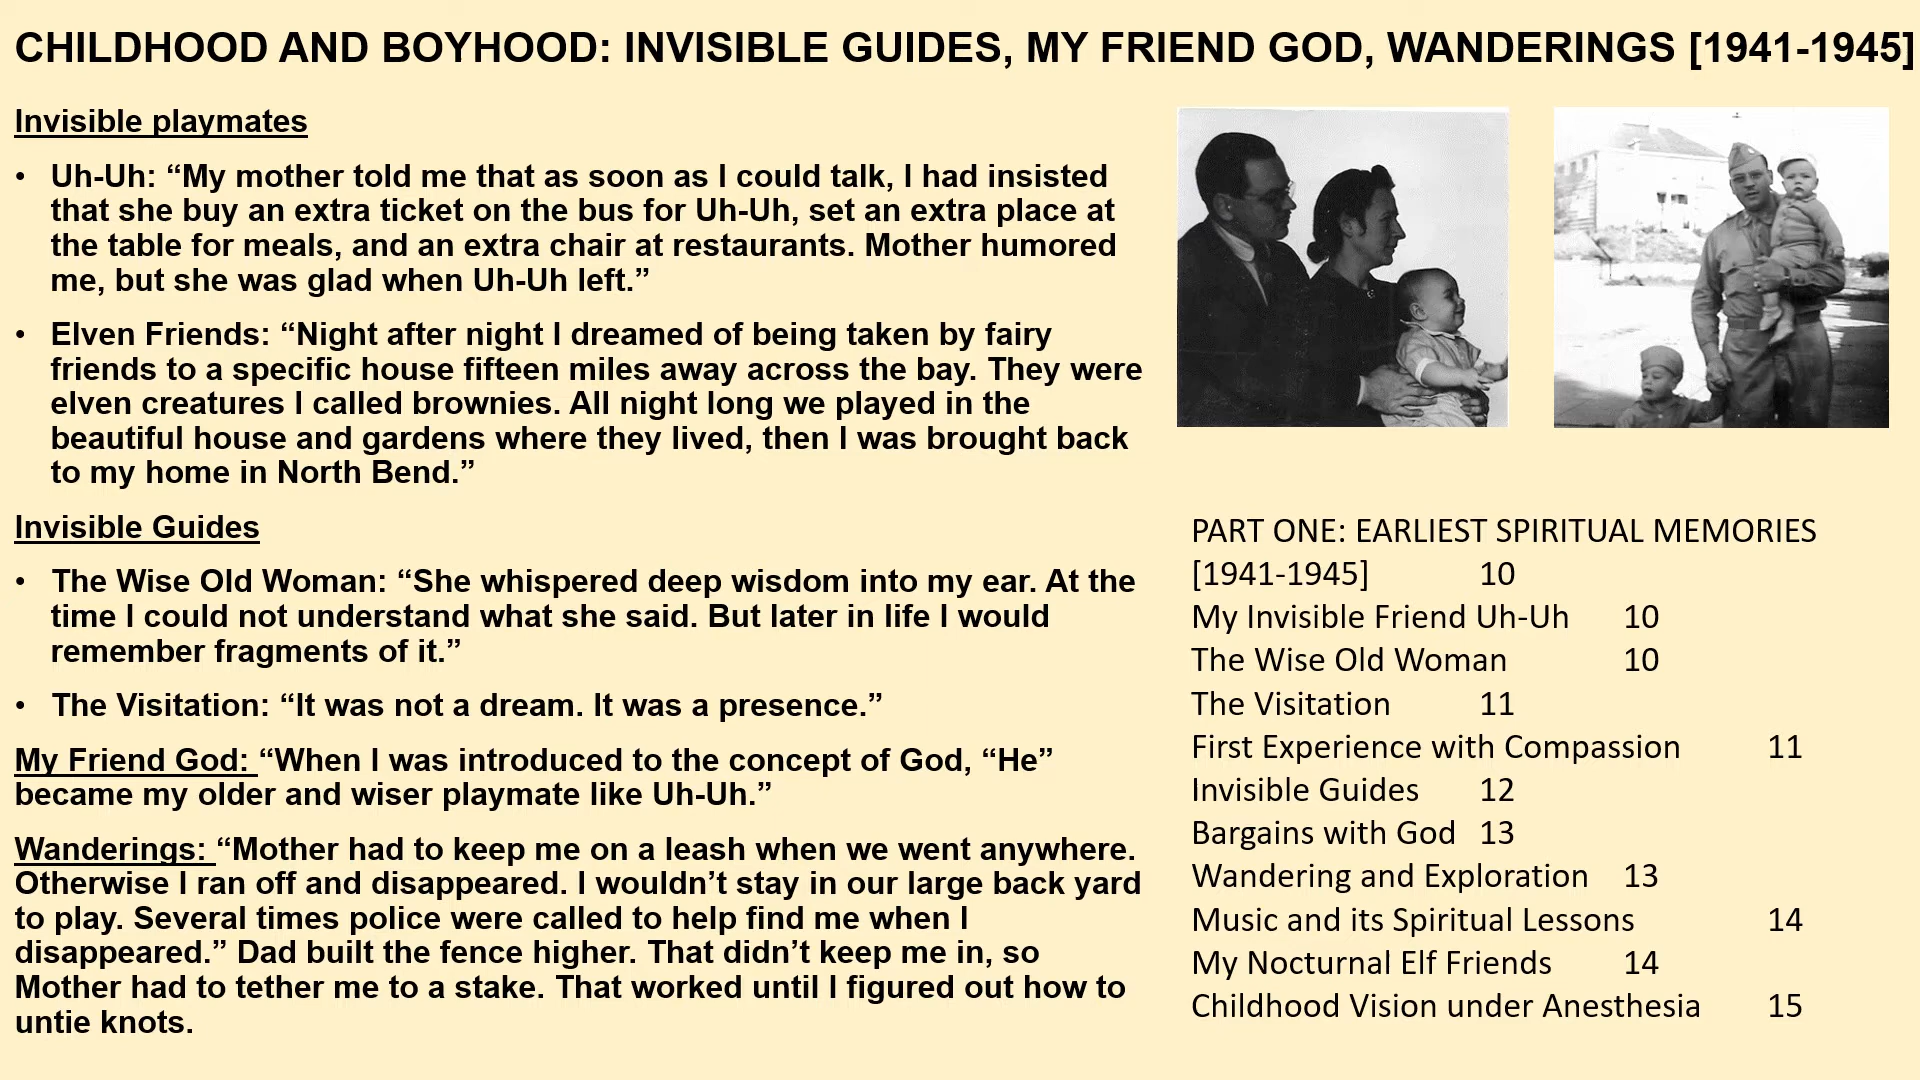 CHILDHOOD AND BOYHOOD: INVISIBLE GUIDES, MY FRIEND GOD, WANDERINGS [1941-1945]
Invisible playmates
• Uh-Uh: “My mother told me that as soon as I could talk, I had insisted
that she buy an extra ticket on the bus for Uh-Uh, set an extra place at
the table for meals, and an extra chair at restaurants. Mother humored
me, but she was glad when Uh-Uh left.”
• Elven Friends: “Night after night I dreamed of being taken by fairy
friends to a specific house fifteen miles away across the bay. They were
elven creatures I called brownies. All night long we played in the
beautiful house and gardens where they lived, then I was brought back
to my home in North Bend.”
Invisible Guides
• The Wise Old Woman: “She whispered deep wisdom into my ear. At the
time I could not understand what she said. But later in life I would
remember fragments of it.”
• The Visitation: “It was not a dream. It was a presence.”
My Friend God: “When I was introduced to the concept of God, “He”
became my older and wiser playmate like Uh-Uh.”
Wanderings: “Mother had to keep me on a leash when we went anywhere.
Otherwise I ran off and disappeared. I wouldn’t stay in our large back yard
to play. Several times police were called to help find me when I
disappeared.” Dad built the fence higher. That didn’t keep me in, so
Mother had to tether me to a stake. That worked until I figured out how to
untie knots.
PART ONE: EARLIEST SPIRITUAL MEMORIES
[1941-1945] 10
My Invisible Friend Uh-Uh 10
The Wise Old Woman 10
The Visitation 11
First Experience with Compassion 11
Invisible Guides 12
Bargains with God 13
Wandering and Exploration 13
Music and its Spiritual Lessons 14
My Nocturnal Elf Friends 14
Childhood Vision under Anesthesia 15